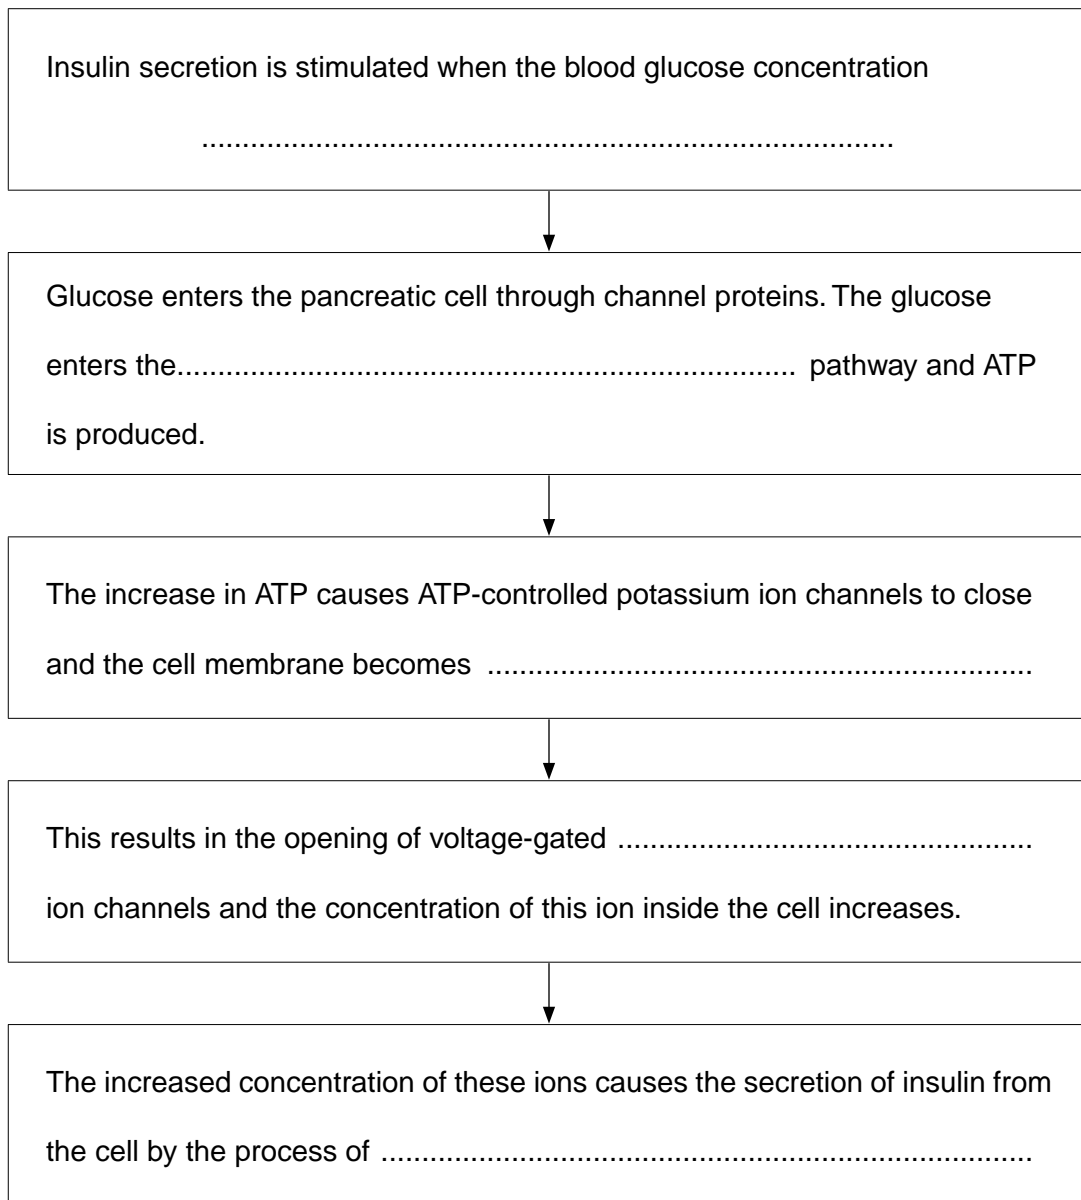 Insulin secretion is stimulated when the blood glucose concentration
.....................................................................................
Glucose enters the pancreatic cell through channel proteins. The glucose
enters the............................................................................ pathway and ATP
is produced.
The increase in ATP causes ATP-controlled potassium ion channels to close
and the cell membrane becomes ...................................................................
This results in the opening of voltage-gated ...................................................
ion channels and the concentration of this ion inside the cell increases.
The increased concentration of these ions causes the secretion of insulin from
the cell by the process of ................................................................................